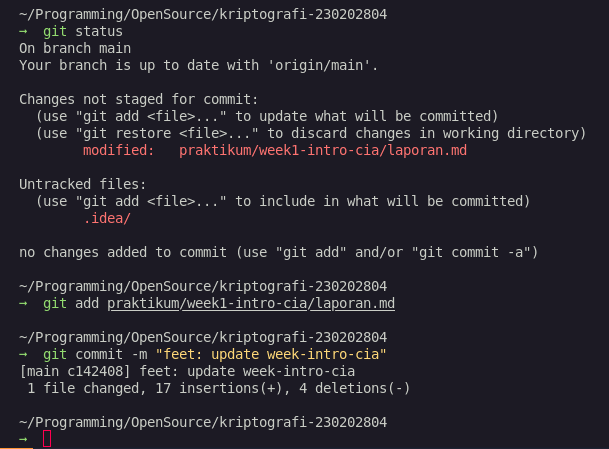 ~/Programming/OpenSource/kriptografi-230202804
→ git status
On branch main
Your branch is up to date with 'origin/main'.
Changes not staged for commit:
(use "git add <file>..." to update what will be committed)
(use "git restore <file>..." to discard changes in working directory)
modified: praktikum/week1-intro-cia/laporan.md
Untracked files:
(use "git add <file>..." to include in what will be committed)
.idea/
no changes added to commit (use "git add" and/or "git commit -a")
~/Programming/OpenSource/kriptografi-230202804
→ git add praktikum/week1-intro-cia/laporan.md
~/Programming/OpenSource/kriptografi-230202804
→ git commit -m "feet: update week-intro-cia"
[main c142408] feet: update week-intro-cia
1 file changed, 17 insertions(+), 4 deletions(-)
~/Programming/OpenSource/kriptografi-230202804
→